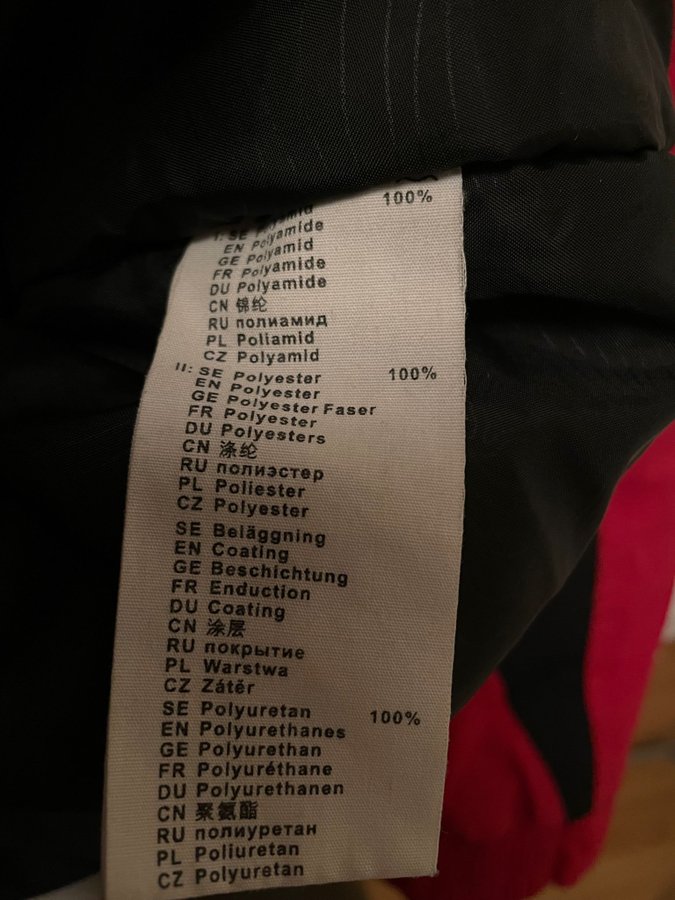 100%
I: SE Polyamid
EN Polyamide
GE Polyamid
FR Polyamide
DU Polyamide
CN 锦纶
RU полиамид
PL Poliamid
CZ Polyamid
II: SE Polyester 100%
EN Polyester
GE Polyester Faser
FR Polyester
DU Polyesters
CN 涤纶
RU полиэстер
PL Poliester
CZ Polyester
SE Beläggning
EN Coating
GE Beschichtung
FR Enduction
DU Coating
CN 涂层
RU покрытие
PL Warstwa
CZ Zátěr
SE Polyuretan 100%
EN Polyurethanes
GE Polyurethan
FR Polyuréthane
DU Polyurethanen
CN 聚氨酯
RU полиуретан
PL Poliuretan
CZ Polyuretan